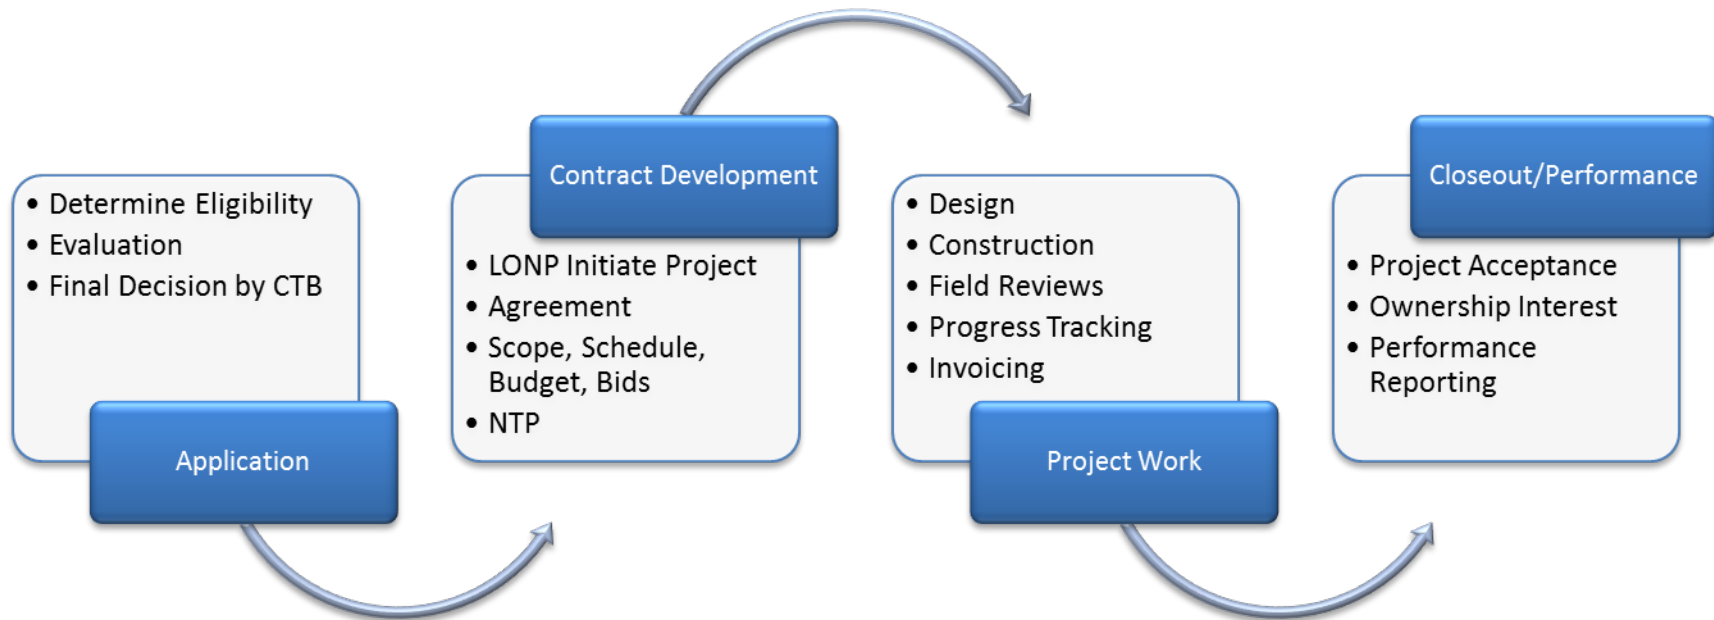 • Determine Eligibility
• Evaluation
• Final Decision by CTB
Application
Contract Development
• LONP Initiate Project
• Agreement
• Scope, Schedule,
Budget, Bids
• NTP
• Design
• Construction
• Field Reviews
• Progress Tracking
• Invoicing
Project Work
Closeout/Performance
• Project Acceptance
• Ownership Interest
• Performance
Reporting